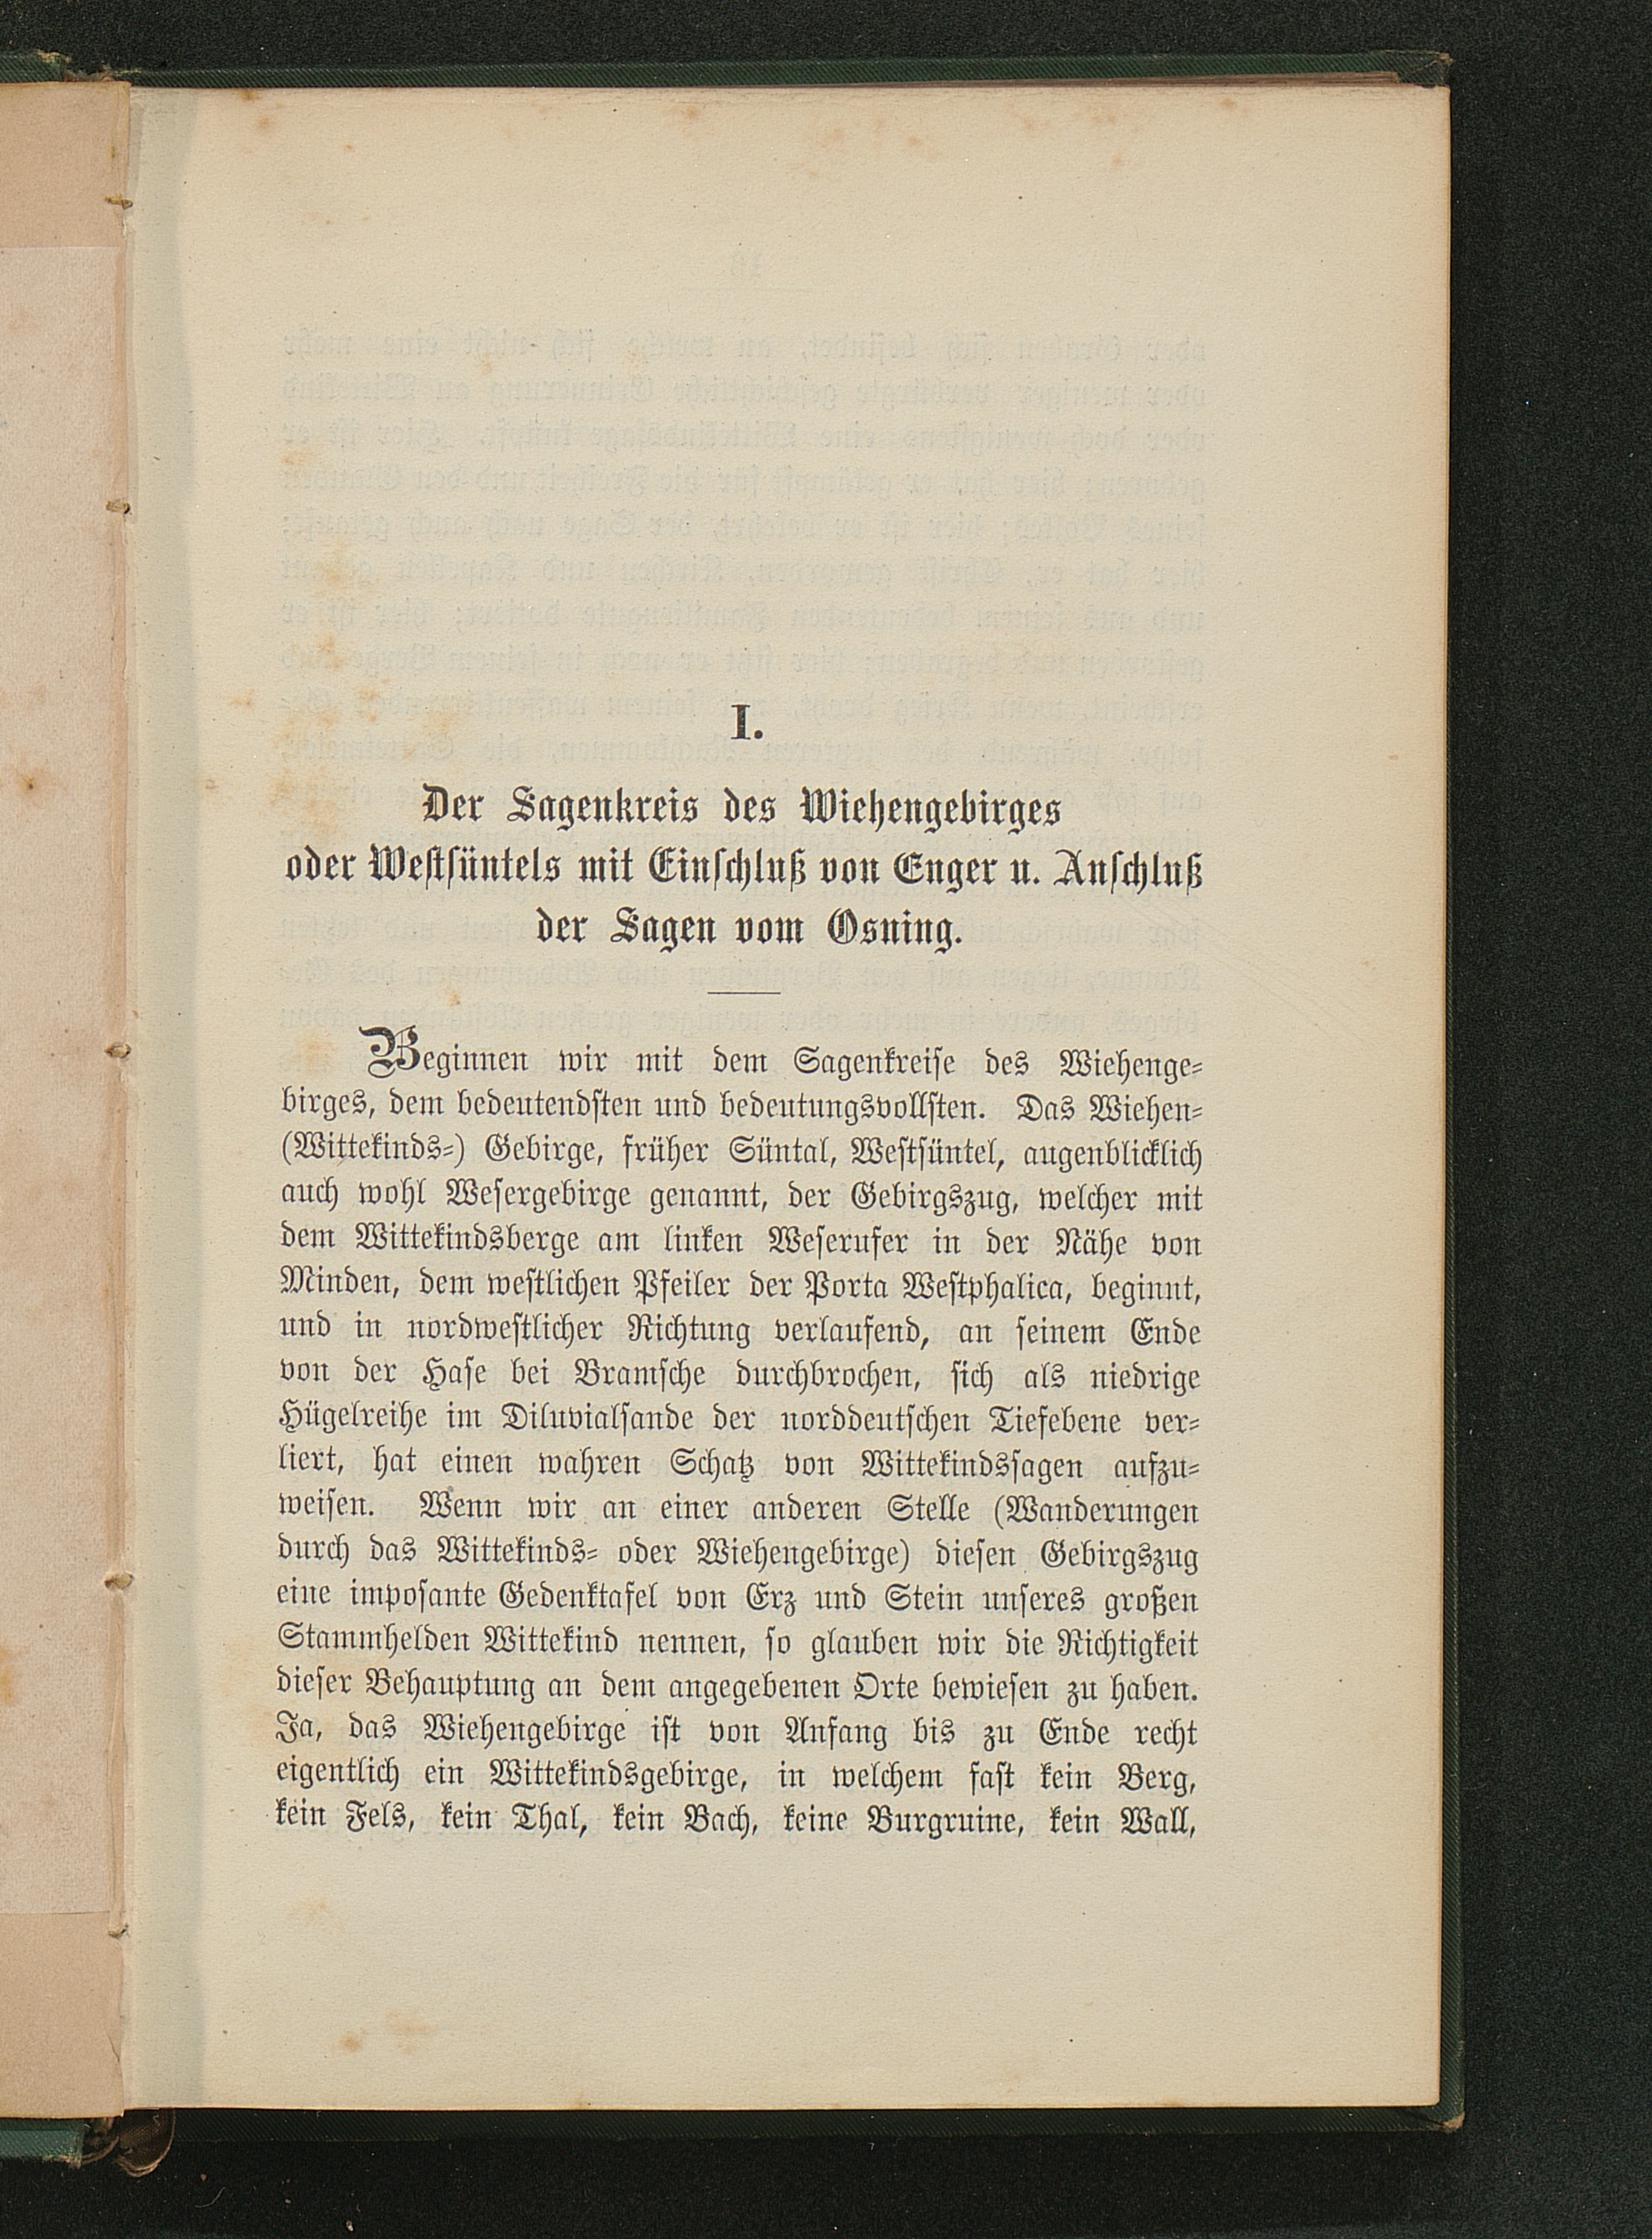 I.
Der Sagenkreis des Wiehengebirges
oder Westsüntels mit Einschluß von Enger u. Anschluß
der Sagen vom Osning.
Beginnen wir mit dem Sagenkreise des Wiehenge-
birges, dem bedeutendsten und bedeutungsvollsten. Das Wiehen-
(Wittekinds-) Gebirge, früher Süntal, Westsüntel, augenblicklich
auch wohl Wesergebirge genannt, der Gebirgszug, welcher mit
dem Wittekindsberge am linken Weserufer in der Nähe von
Minden, dem westlichen Pfeiler der Porta Westphalica, beginnt,
und in nordwestlicher Richtung verlaufend, an seinem Ende
von der Hase bei Bramsche durchbrochen, sich als niedrige
Hügelreihe im Diluvialsande der norddeutschen Tiefebene ver-
liert, hat einen wahren Schatz von Wittekindssagen aufzu-
weisen. Wenn wir an einer anderen Stelle (Wanderungen
durch das Wittekinds- oder Wiehengebirge) diesen Gebirgszug
eine imposante Gedenktafel von Erz und Stein unseres großen
Stammhelden Wittekind nennen, so glauben wir die Richtigkeit
dieser Behauptung an dem angegebenen Orte bewiesen zu haben.
Ja, das Wiehengebirge ist von Anfang bis zu Ende recht
eigentlich ein Wittekindsgebirge, in welchem fast kein Berg,
kein Fels, kein Thal, kein Bach, keine Burgruine, kein Wall,